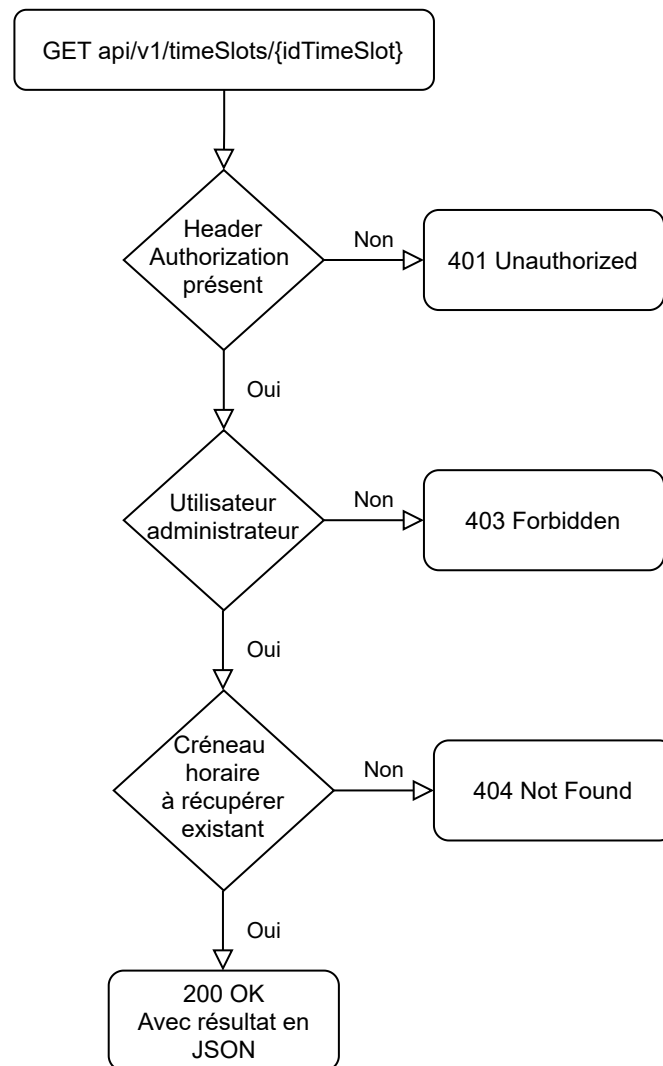 GET api/v1/timeSlots/{idTimeSlot}
Header
Authorization
présent
Non
401 Unauthorized
Oui
Utilisateur
administrateur
Non
403 Forbidden
Oui
Créneau
horaire
à récupérer
existant
Non
404 Not Found
Oui
200 OK
Avec résultat en
JSON